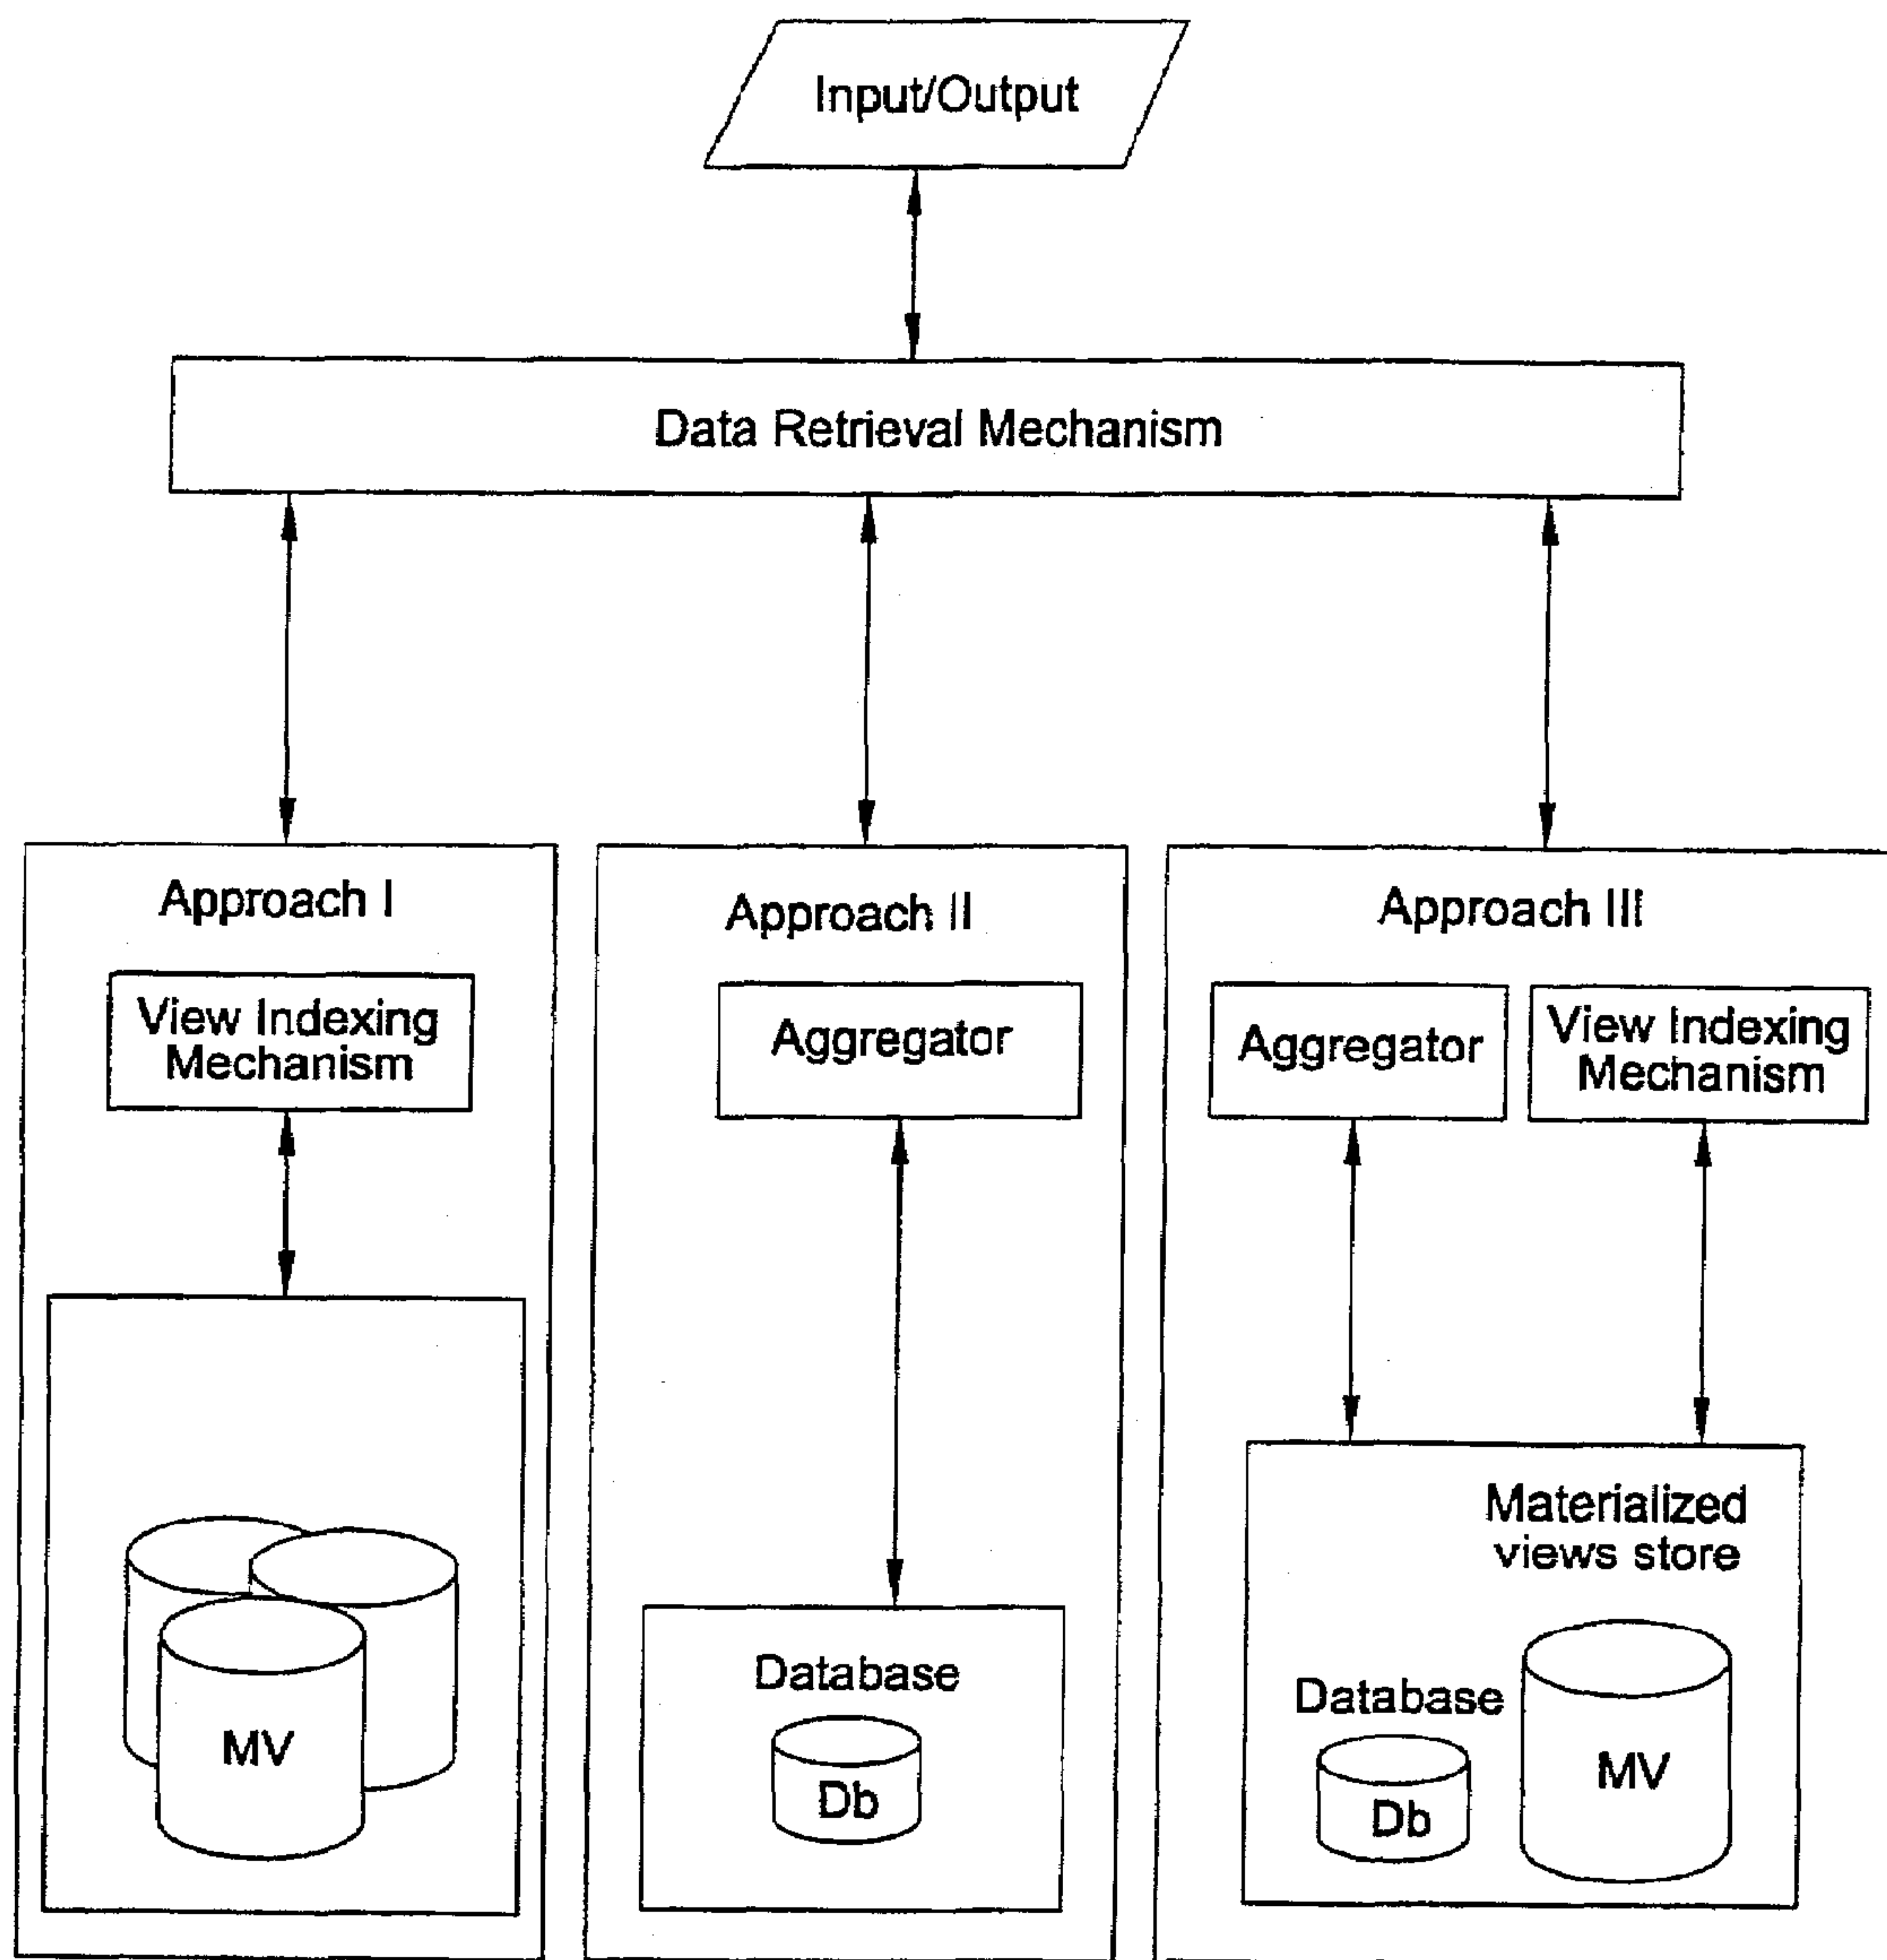 Input/Output
Data Retrieval Mechanism
Approach I
View Indexing
Mechanism
MV
Approach II
Aggregator
Database
Db
Approach III
Aggregator
View Indexing
Mechanism
Materialized
views store
Database
Db
MV